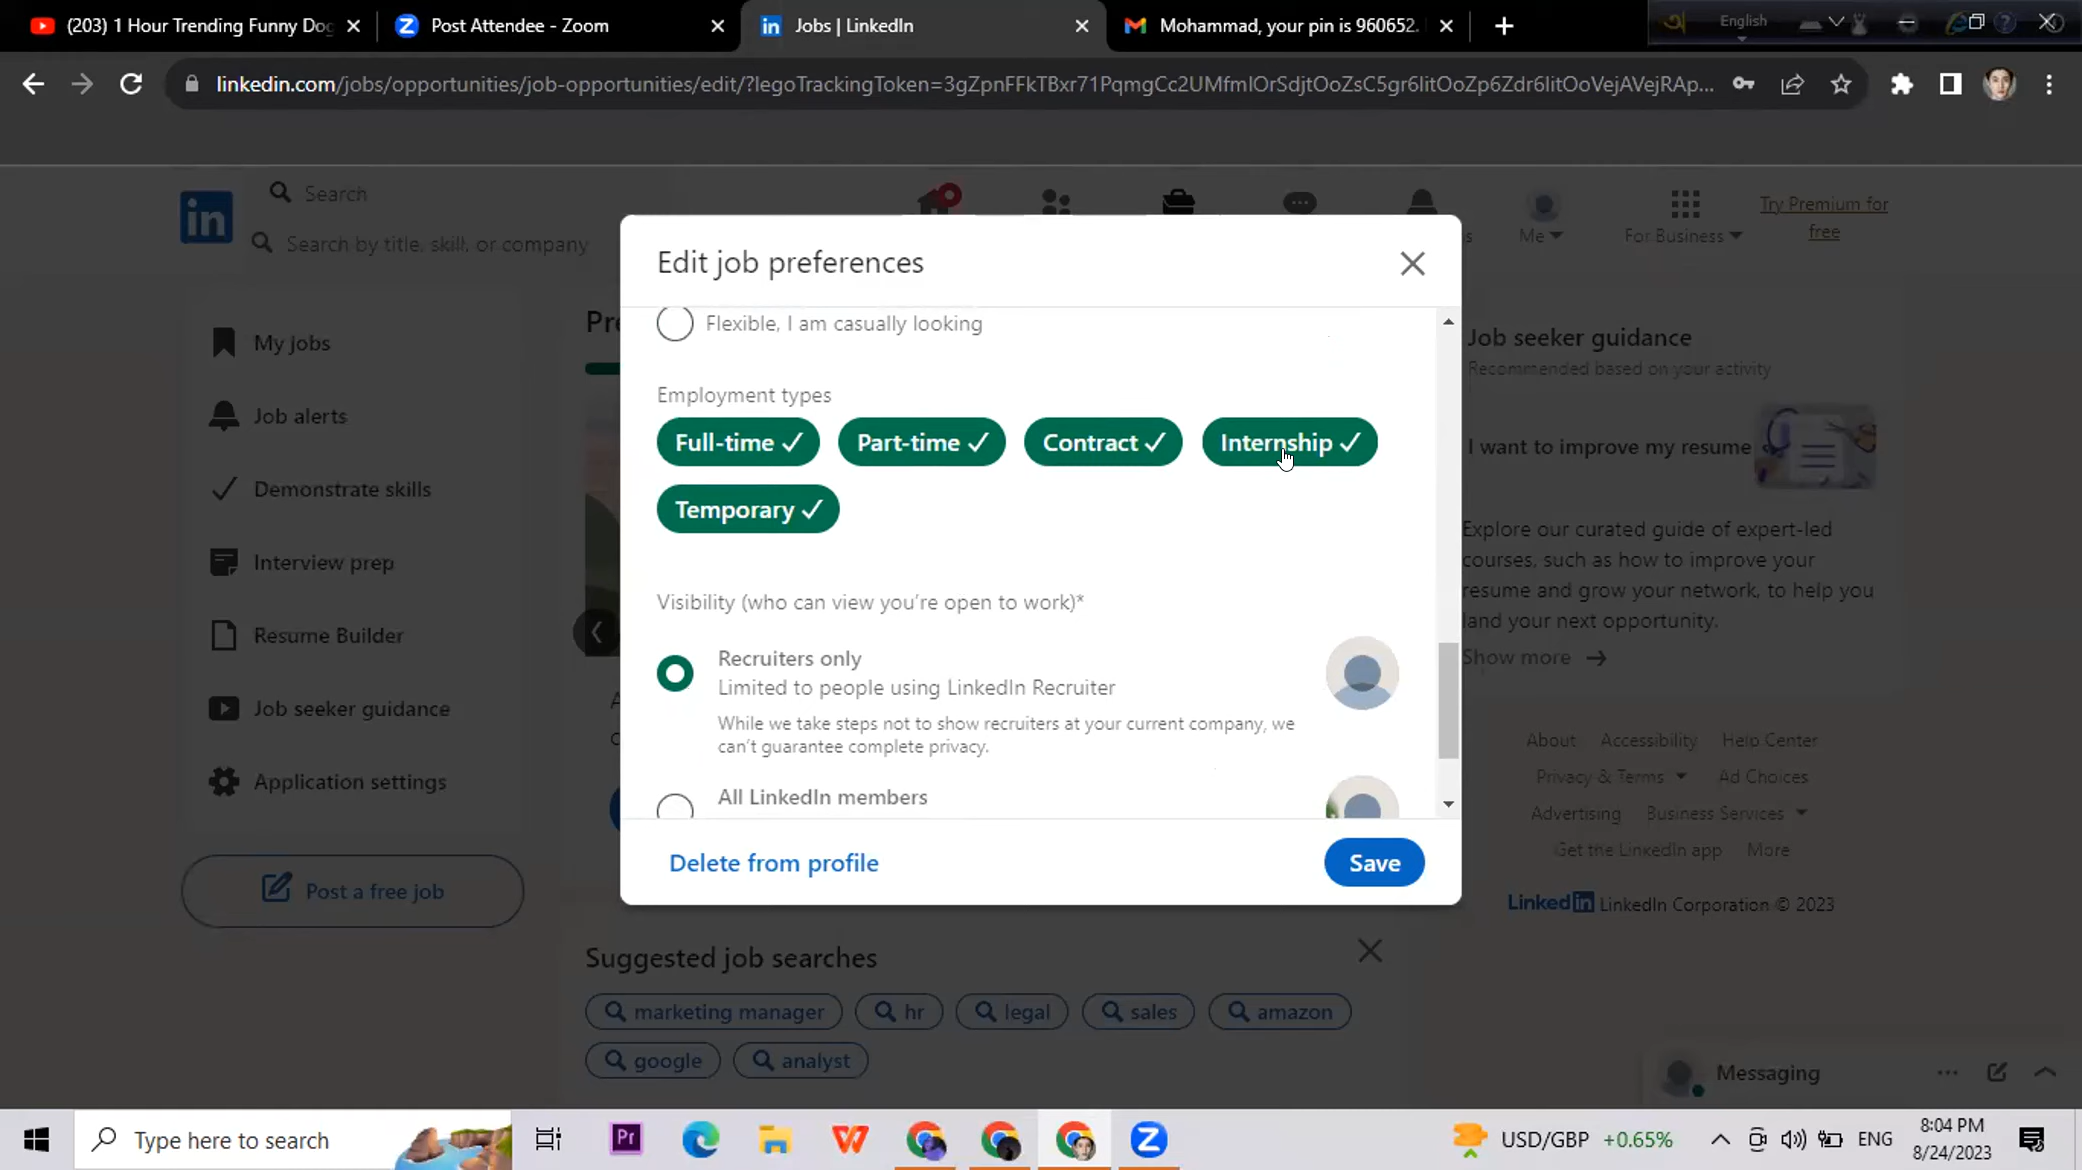 (203) 1 Hour Trending Funny Dog
Post Attendee - Zoom
Jobs | LinkedIn
Mohammad, your pin is 960652.
English
linkedin.com/jobs/opportunities/job-opportunities/edit/?legoTrackingToken=
in
Search
Search by title, skill, or company
Me
For Business
Try Premium for
free
My jobs
Job alerts
Demonstrate skills
Interview prep
Resume Builder
Job seeker guidance
Application settings
Post a free job
Edit job preferences
Flexible, I am casually looking
Employment types
Full-time
Part-time
Contract
Internship
Temporary
Visibility (who can view you're open to work)*
Recruiters only
Limited to people using LinkedIn Recruiter
While we take steps not to show recruiters at your current company, we
can't guarantee complete privacy.
All LinkedIn members
Delete from profile
Save
Job seeker guidance
Recommended based on your activity
I want to improve my resume
Explore our curated guide of expert-led
courses, such as how to improve your
resume and grow your network, to help you
land your next opportunity.
Show more
About Accessibility Help Center
Privacy & Terms Ad Choices
Advertising Business Services
Get the LinkedIn app More
LinkedIn LinkedIn Corporation © 2023
Suggested job searches
marketing manager
hr
legal
sales
amazon
google
analyst
Messaging
Type here to search
Pr
USD/GBP +0.65%
ENG
8:04 PM
8/24/2023